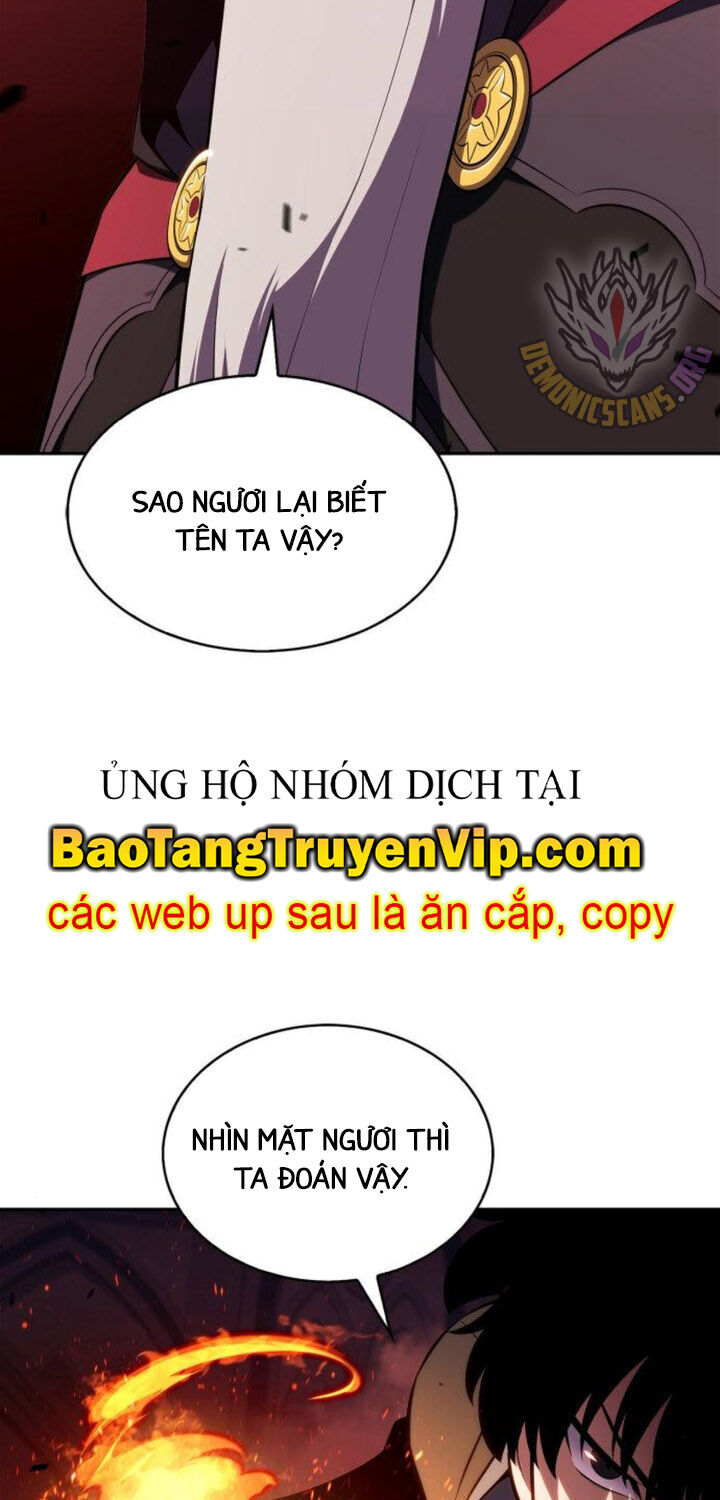 DEMONICSCANS.ORG
SAO NGƯƠI LẠI BIẾT
TÊN TA VẬY?
ỦNG HỘ NHÓM DỊCH TẠI
BaoTangTruyenVip.com
các web up sau là ăn cắp, copy
NHÌN MẶT NGƯƠI THÌ
TA ĐOÁN VẬY.